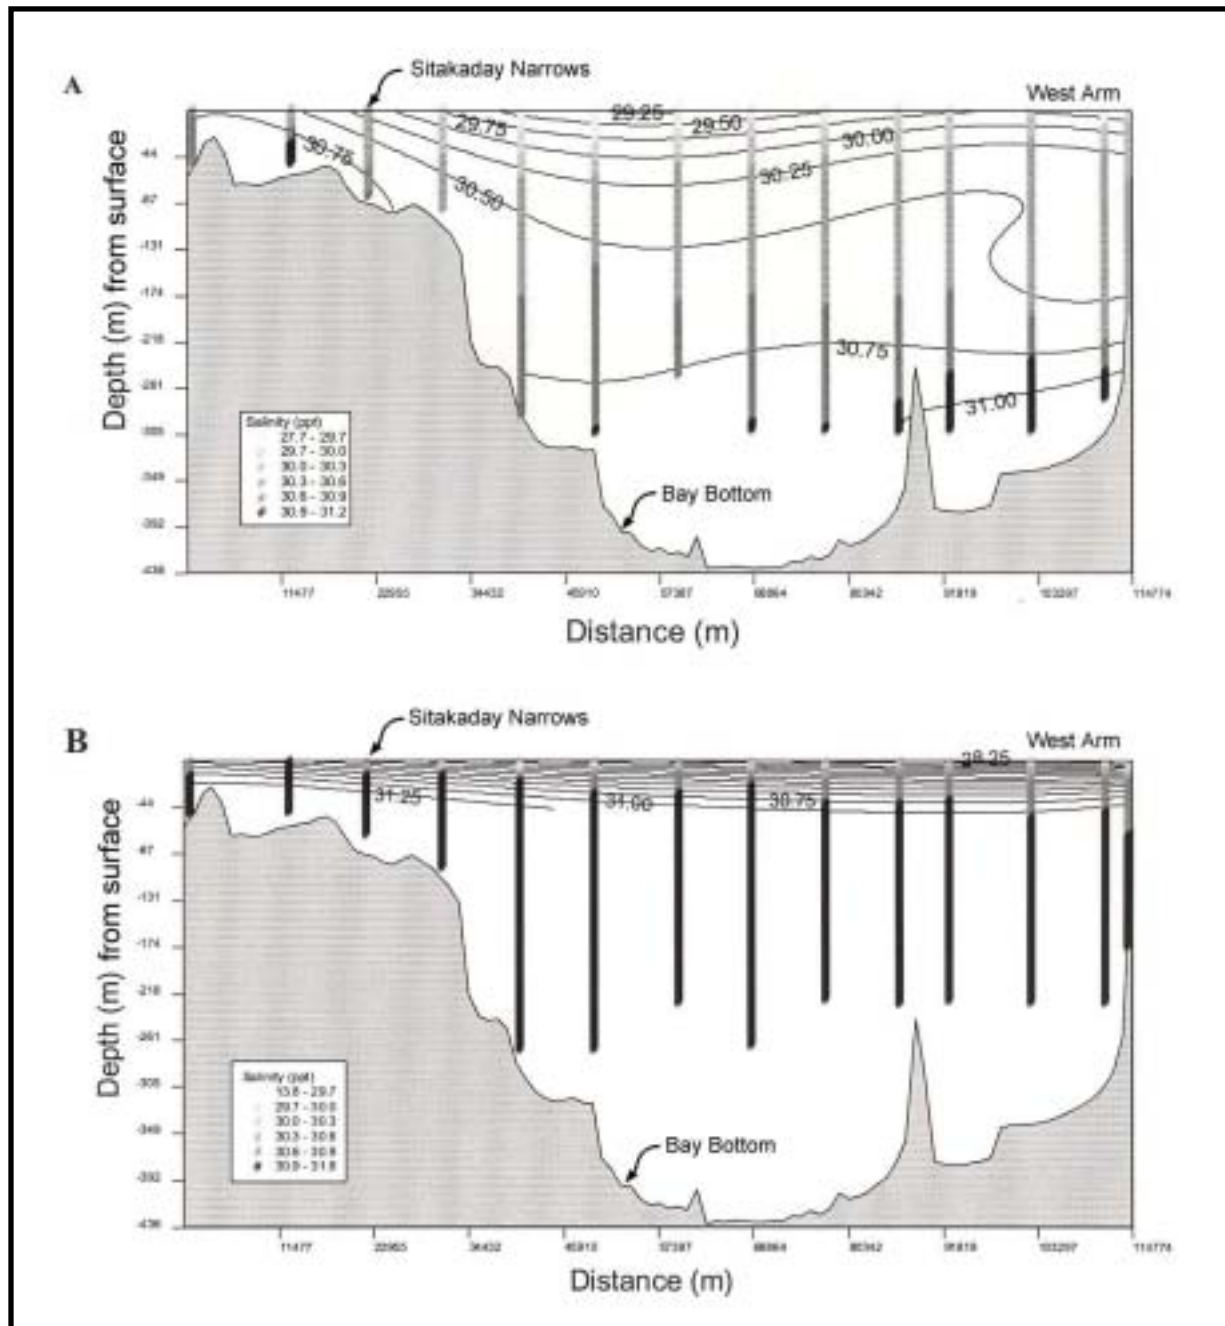 A
Sitakaday Narrows
West Arm
29.25
29.75
29.50
30.00
30.75
30.25
30.50
30.75
31.00
Depth (m) from surface
-44
-87
-131
-174
-218
-261
-305
-349
-392
-436
Salinity (ppt)
27.7 - 29.7
29.7 - 30.0
30.0 - 30.3
30.3 - 30.6
30.6 - 30.9
30.9 - 31.2
Bay Bottom
11477
22955
34432
45910
57387
68864
80342
91819
103297
114774
Distance (m)
B
Sitakaday Narrows
West Arm
28.25
31.25
31.00
30.75
Depth (m) from surface
-44
-87
-131
-174
-218
-261
-305
-349
-392
-436
Salinity (ppt)
13.8 - 29.7
29.7 - 30.0
30.0 - 30.3
30.3 - 30.6
30.6 - 30.9
Bay Bottom
11477
22955
34432
45910
57387
68864
80342
91819
103297
114774
Distance (m)